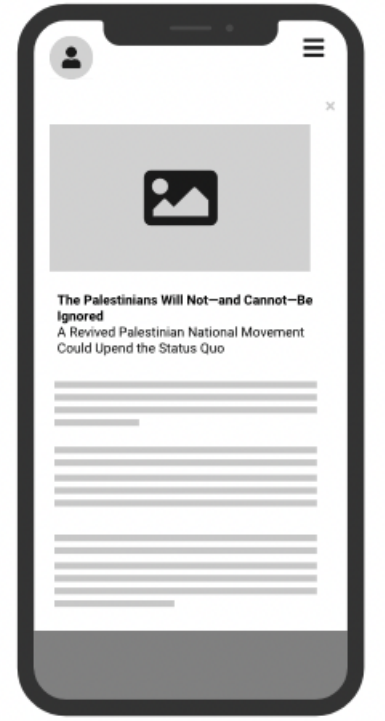 The Palestinians Will Not—and Cannot—Be
Ignored
A Revived Palestinian National Movement
Could Upend the Status Quo